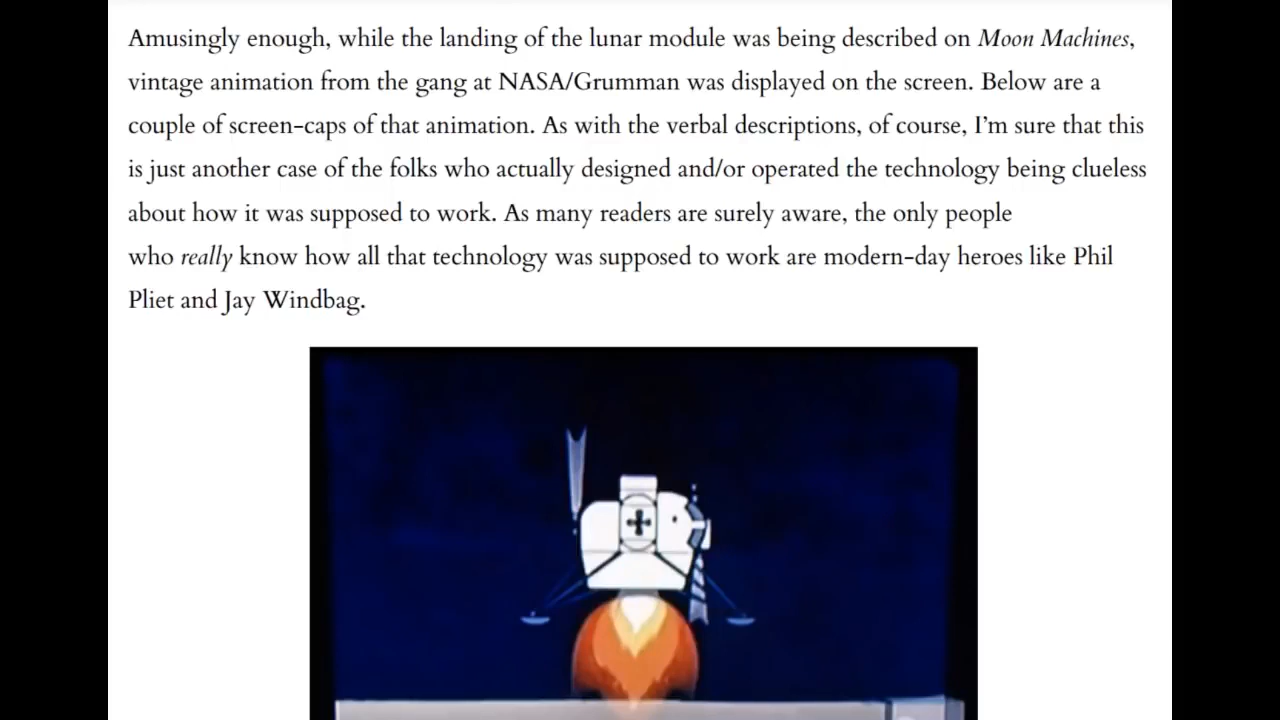 Amusingly enough, while the landing of the lunar module was being described on Moon Machines,
vintage animation from the gang at NASA/Grumman was displayed on the screen. Below are a
couple of screen-caps of that animation. As with the verbal descriptions, of course, I’m sure that this
is just another case of the folks who actually designed and/or operated the technology being clueless
about how it was supposed to work. As many readers are surely aware, the only people
who really know how all that technology was supposed to work are modern-day heroes like Phil
Pliet and Jay Windbag.